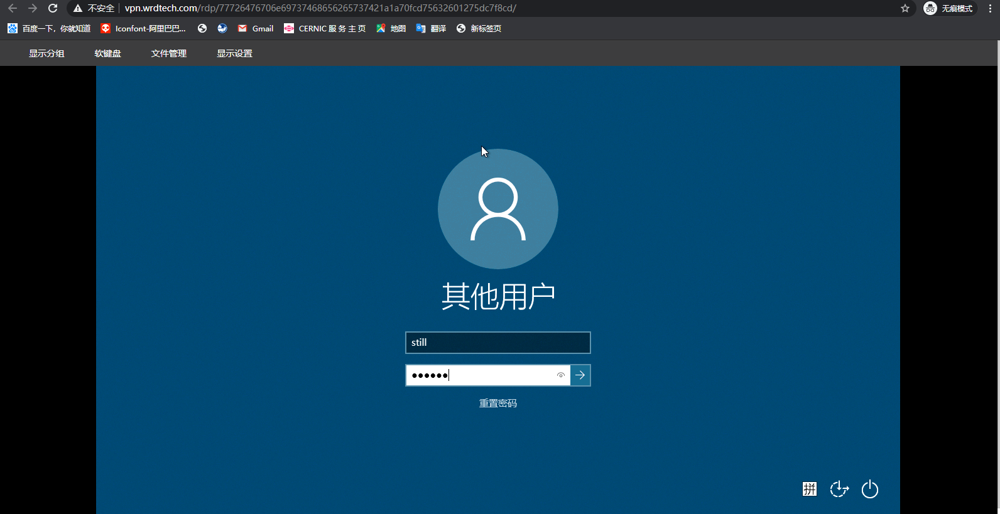 不安全 vpn.wrdtech.com/rdp/77726476706e69737468656265737421a1a70fcd75632601275dc7f8cd/ 无痕模式
百度一下，你就知道 Iconfont-阿里巴巴... Gmail CERNIC 服 务 主 页 地图 翻译 新标签页
显示分组 软键盘 文件管理 显示设置
其他用户
still
重置密码
拼